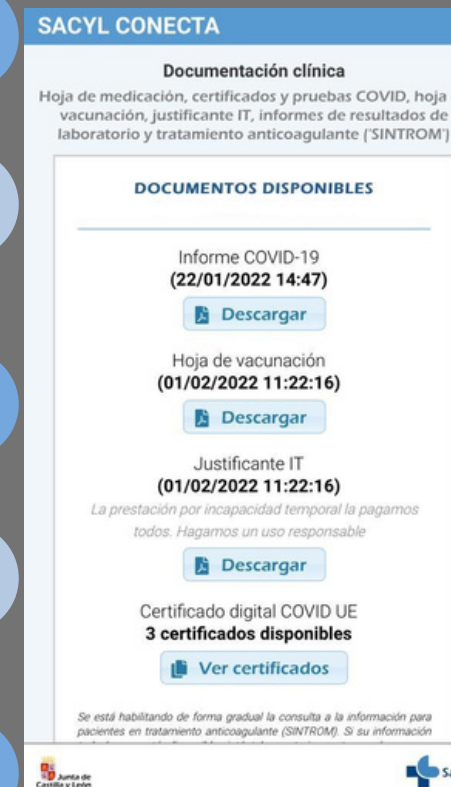 SACYL CONECTA
Documentación clínica
Hoja de medicación, certificados y pruebas COVID, hoja
vacunación, justificante IT, informes de resultados de
laboratorio y tratamiento anticoagulante ('SINTROM')
DOCUMENTOS DISPONIBLES
Informe COVID-19
(22/01/2022 14:47)
Descargar
Hoja de vacunación
(01/02/2022 11:22:16)
Descargar
Justificante IT
(01/02/2022 11:22:16)
La prestación por incapacidad temporal la pagamos
todos. Hagamos un uso responsable
Descargar
Certificado digital COVID UE
3 certificados disponibles
Ver certificados
Se está habilitando de forma gradual la consulta a la información para
pacientes en tratamiento anticoagulante (SINTROM). Si su información
Junta de
Castilla y León
Sa